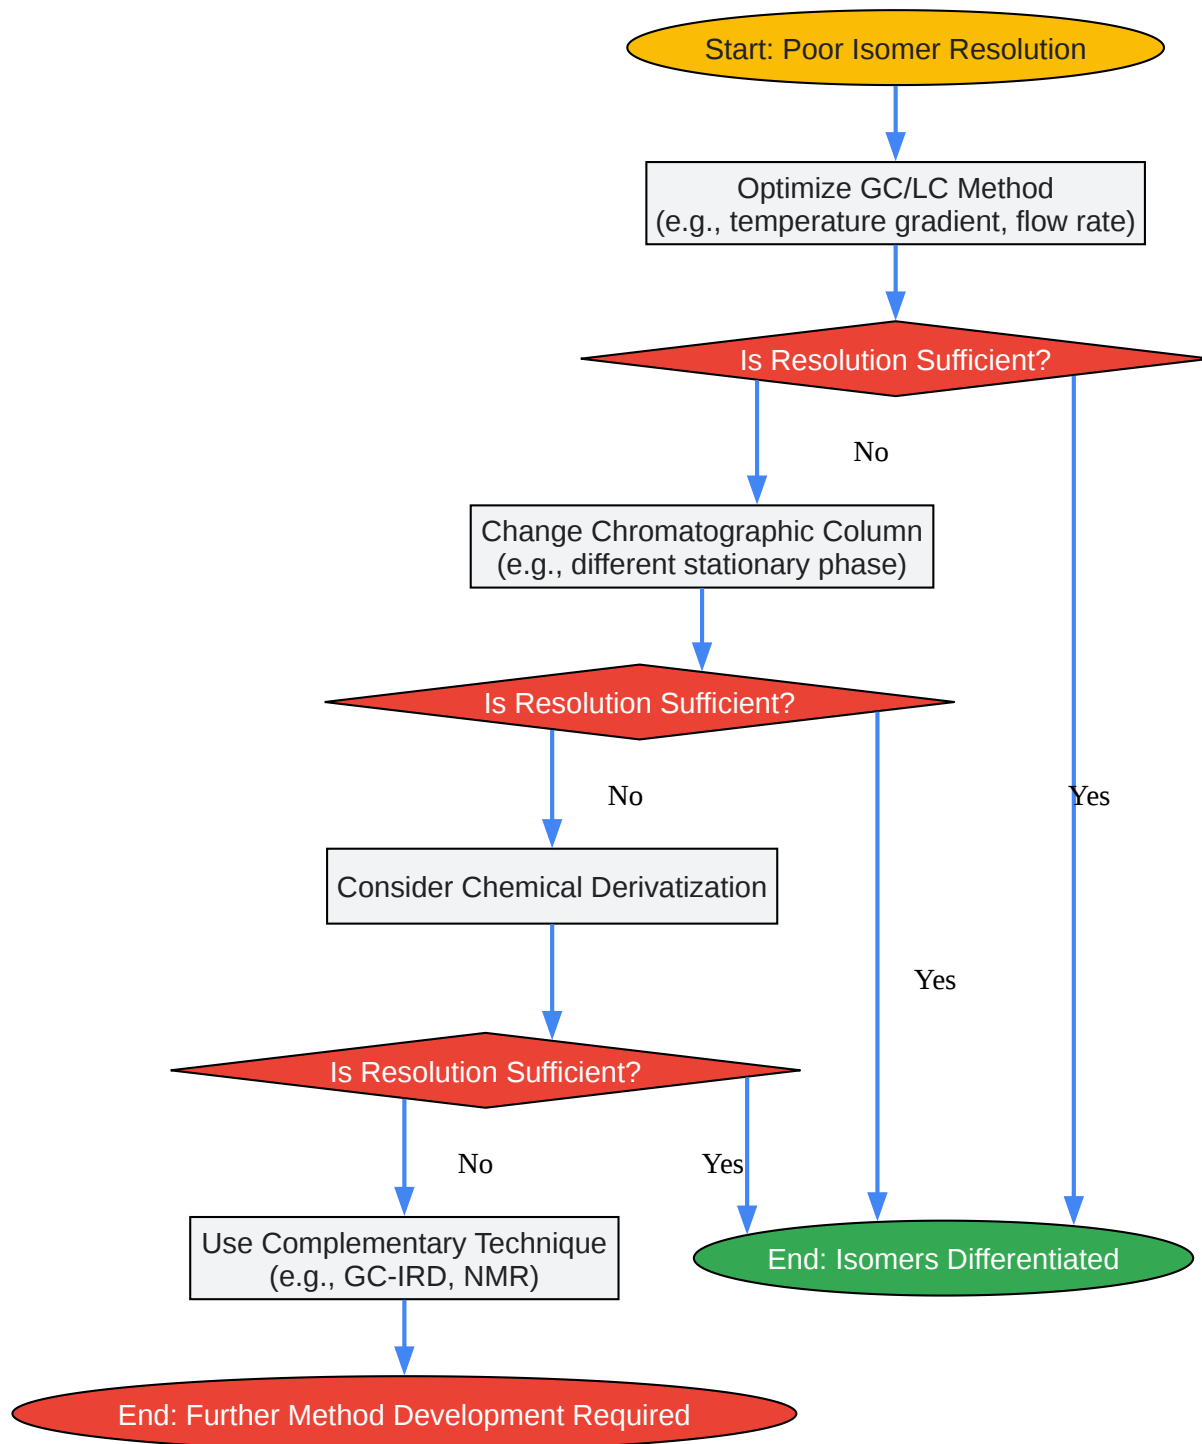 Start: Poor Isomer Resolution
Optimize GC/LC Method
(e.g., temperature gradient, flow rate)
Is Resolution Sufficient?
No
Change Chromatographic Column
(e.g., different stationary phase)
Is Resolution Sufficient?
No
Yes
Consider Chemical Derivatization
Yes
Is Resolution Sufficient?
No
Yes
Use Complementary Technique
(e.g., GC-IRD, NMR)
End: Isomers Differentiated
End: Further Method Development Required